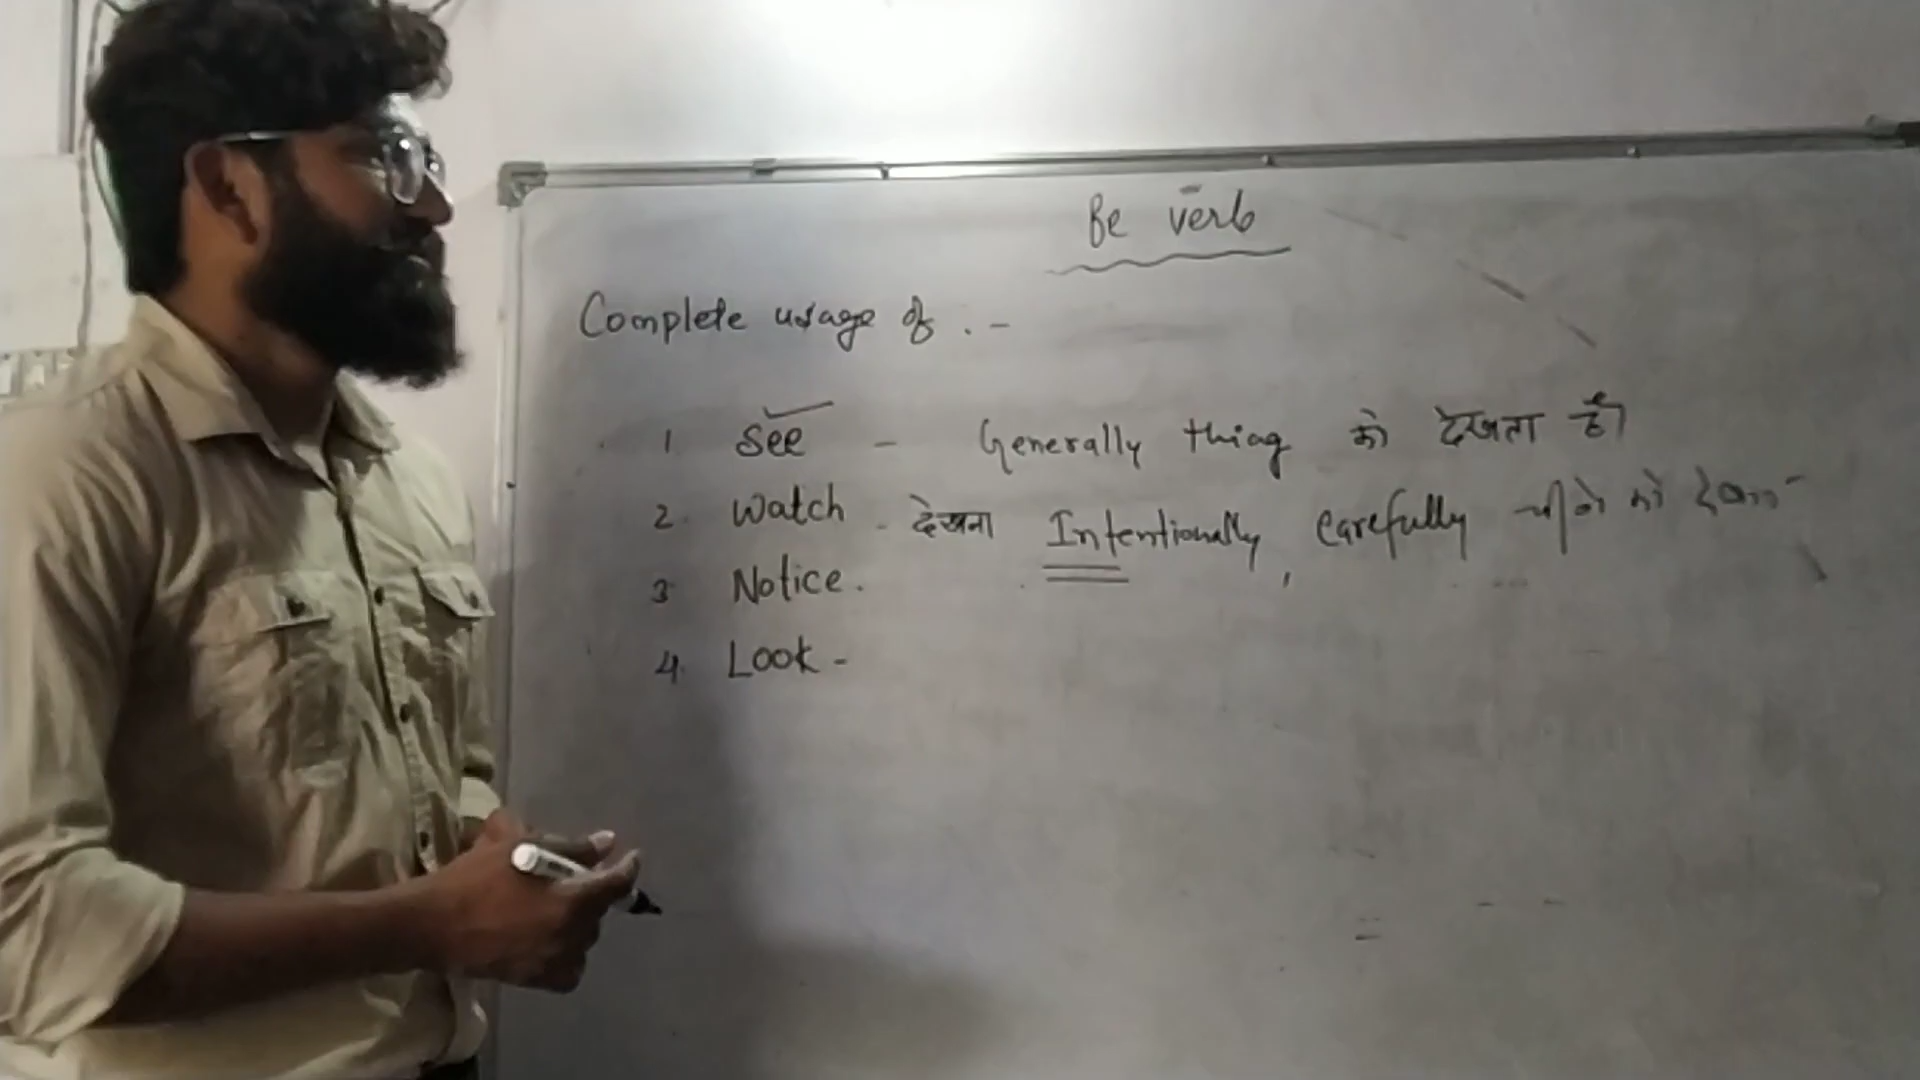 Be verb
Complete usage of . -
1 See - Generally thing को देखता है।
2. Watch - देखना Intentionally, Carefully चीजो को
3 Notice.
4. Look -